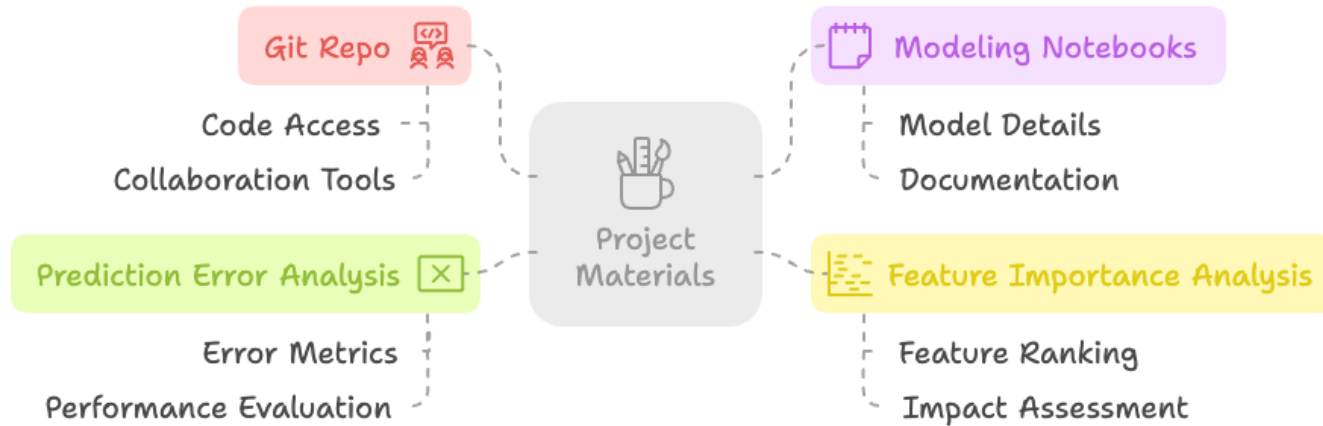 Git Repo
Code Access
Collaboration Tools
Prediction Error Analysis
Error Metrics
Performance Evaluation
Project
Materials
Modeling Notebooks
Model Details
Documentation
Feature Importance Analysis
Feature Ranking
Impact Assessment